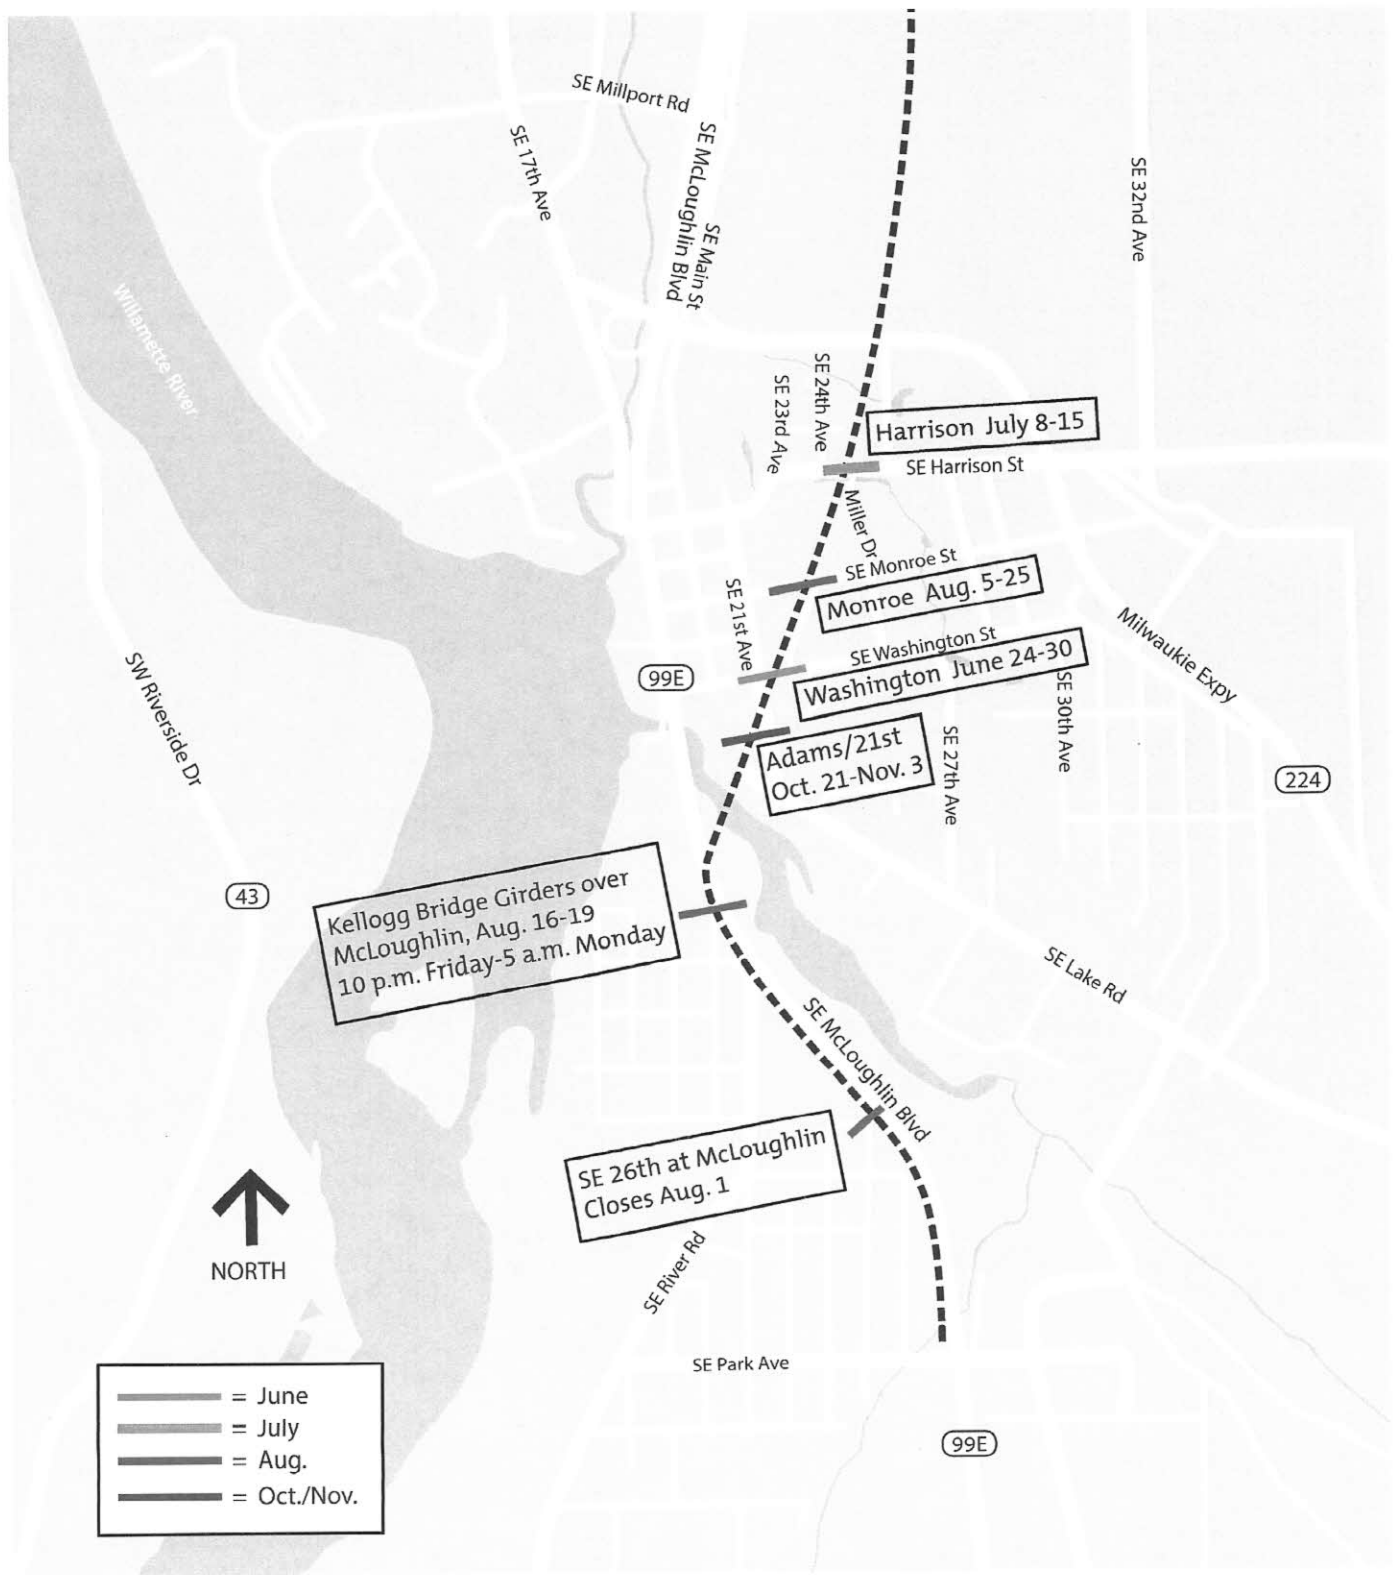 SE Millport Rd
SE 17th Ave
SE McLoughlin Blvd
SE Main St
SE 32nd Ave
Willamette River
SE 23rd Ave
SE 24th Ave
Harrison July 8-15
SE Harrison St
Miller Dr
SE Monroe St
Monroe Aug. 5-25
SE 21st Ave
SE Washington St
Washington June 24-30
Milwaukie Expy
99E
SW Riverside Dr
SE 30th Ave
Adams/21st
Oct. 21-Nov. 3
SE 27th Ave
224
43
Kellogg Bridge Girders over
McLoughlin, Aug. 16-19
10 p.m. Friday-5 a.m. Monday
SE Lake Rd
SE McLoughlin Blvd
SE 26th at McLoughlin
Closes Aug. 1
NORTH
SE River Rd
SE Park Ave
= June
= July
= Aug.
= Oct./Nov.
99E